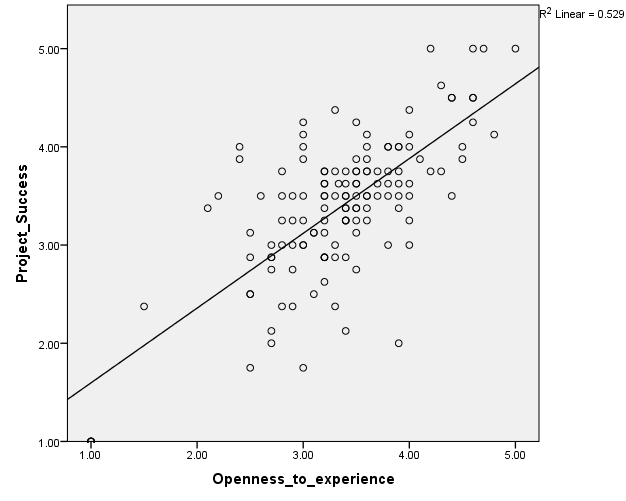 R² Linear = 0.529
5.00
4.00
3.00
2.00
1.00
Project_Success
1.00 2.00 3.00 4.00 5.00
Openness_to_experience